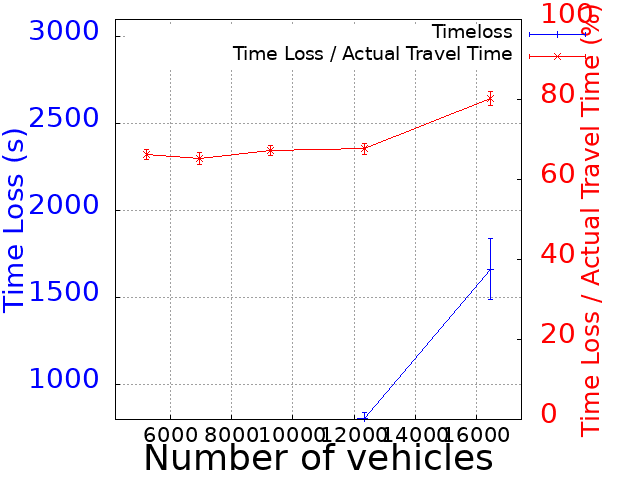 Timeloss
Time Loss / Actual Travel Time
3000
2500
2000
1500
1000
Time Loss (s)
100
80
60
40
20
0
Time Loss / Actual Travel Time (%)
6000 8000 10000 12000 14000 16000
Number of vehicles